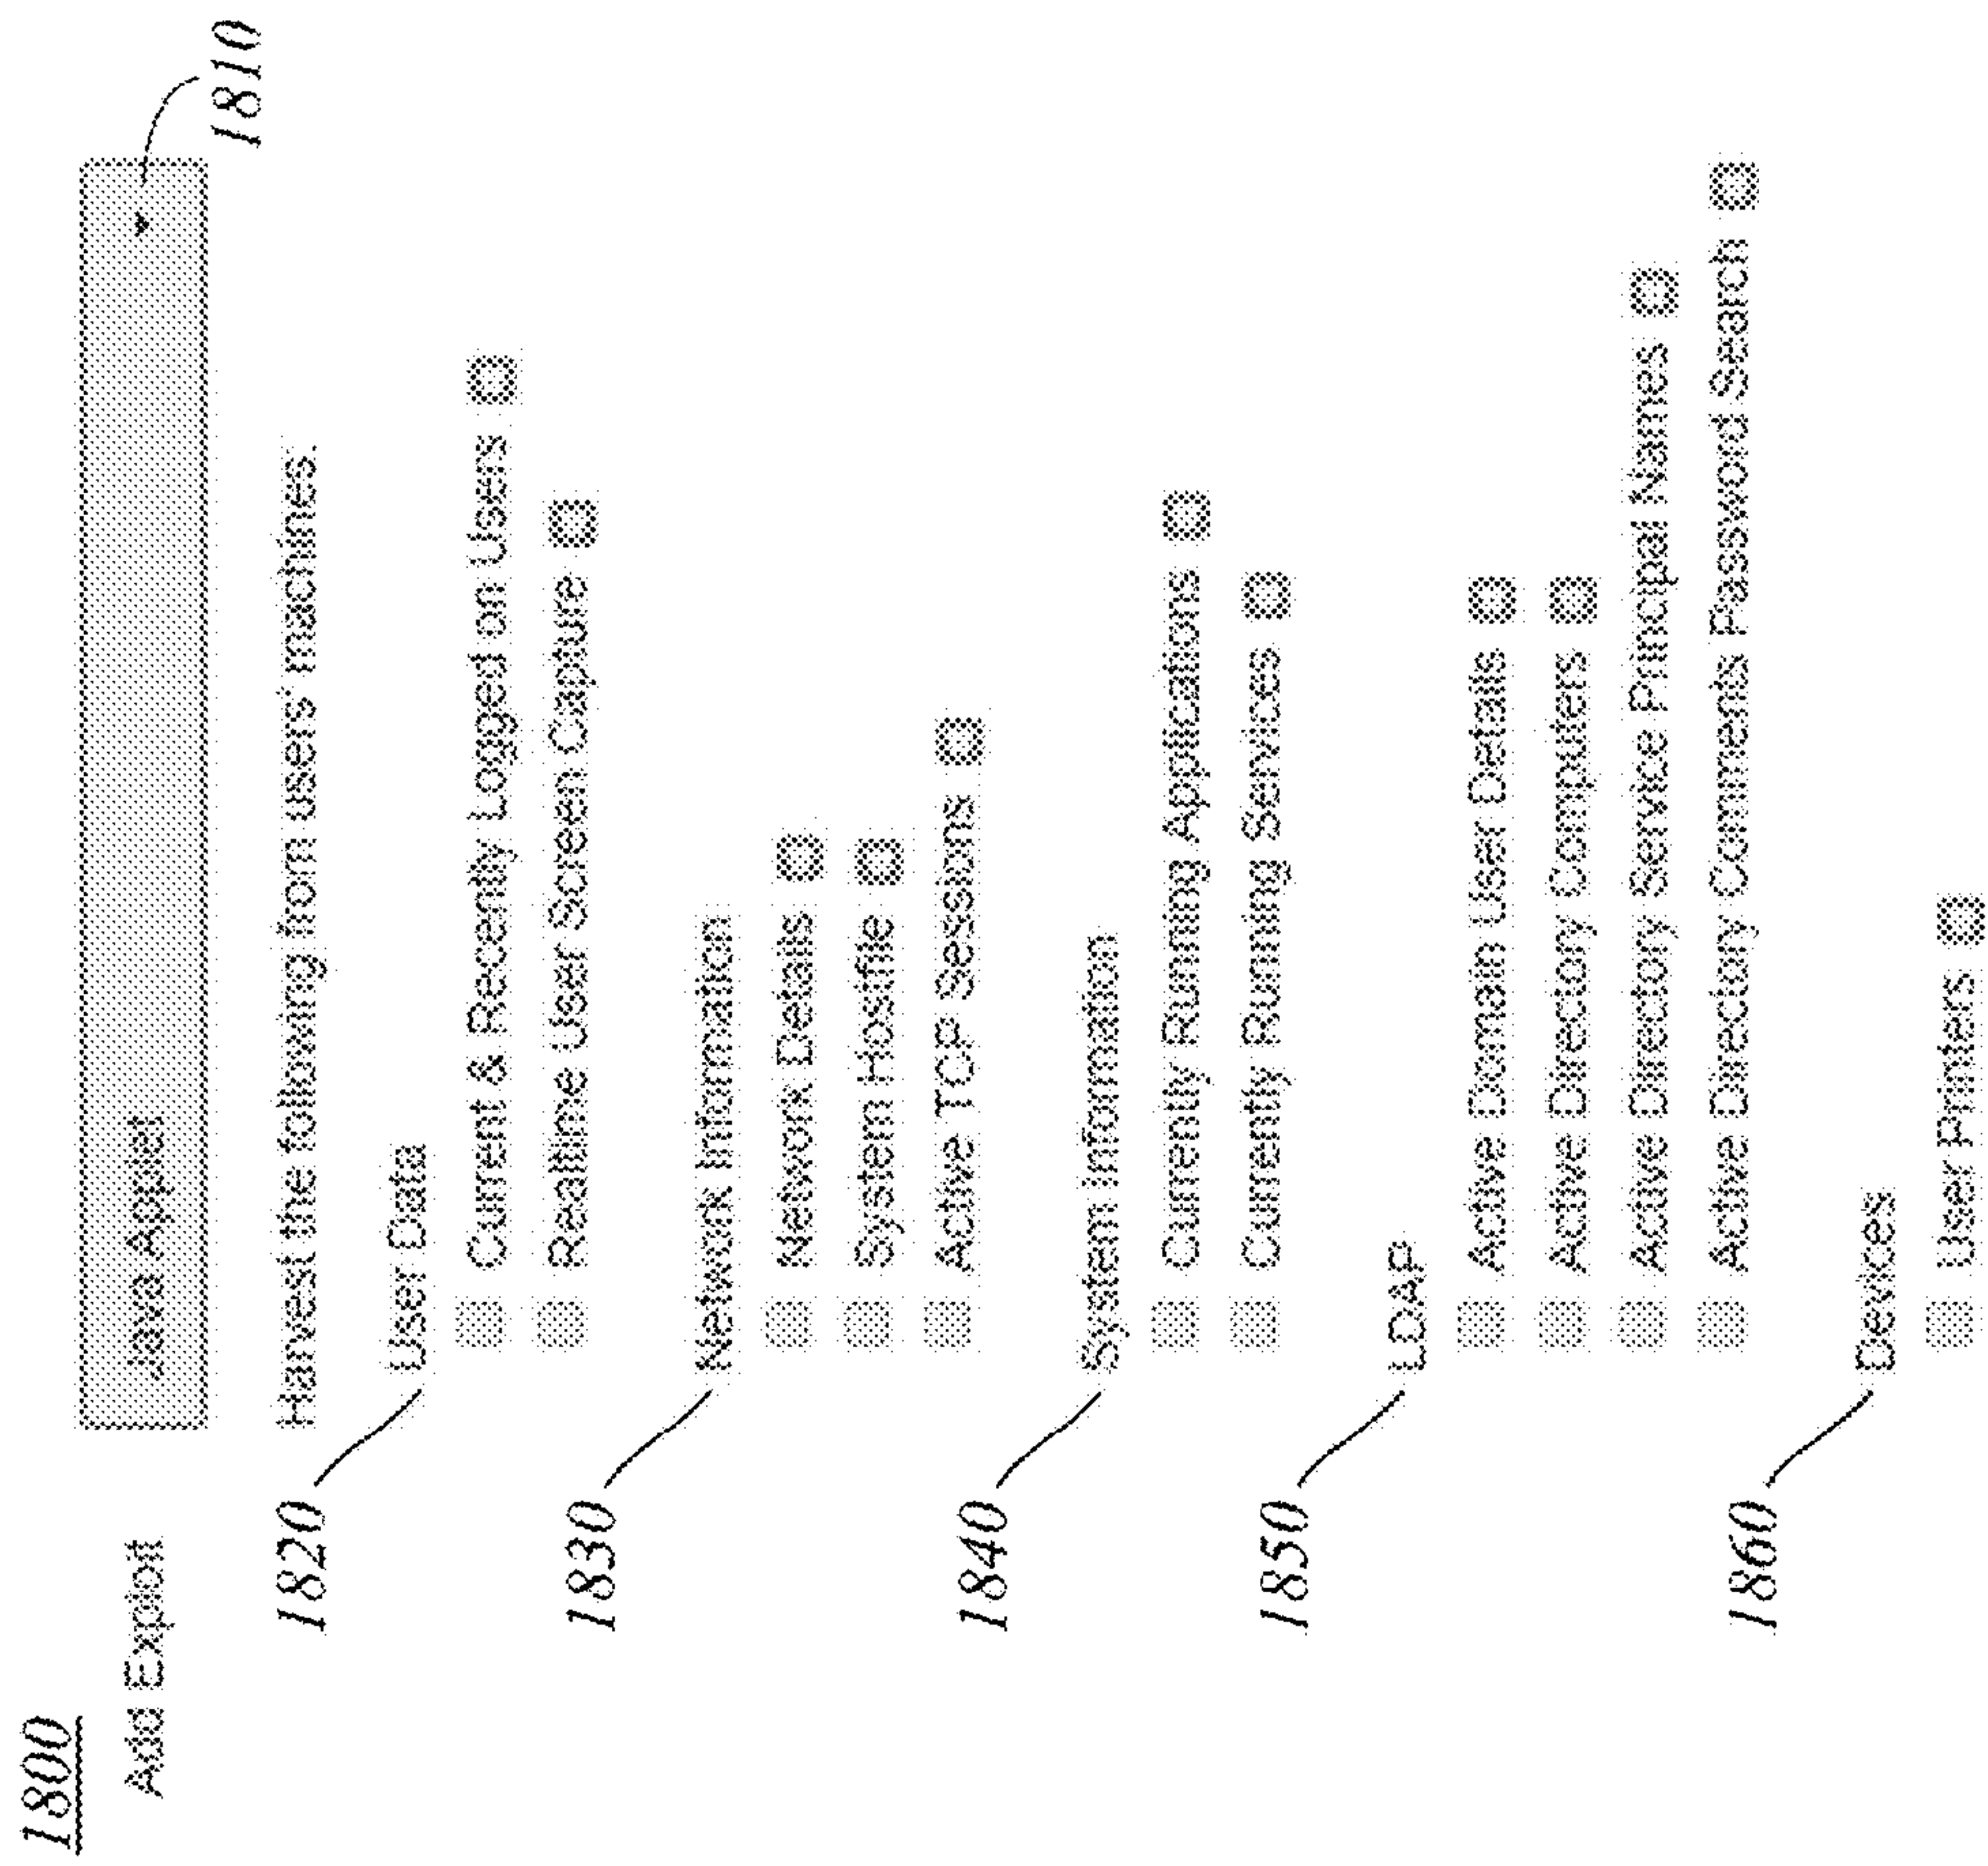 1800
Add Exploit
Java Applet
1810
Harvest the following from users' machines:
1820
User Data
Current & Recently Logged on Users
Realtime User Screen Capture
1830
Network Information
Network Details
System Hostfile
Active TCP Sessions
1840
System Information
Currently Running Applications
Currently Running Services
1850
LDAP
Active Domain User Details
Active Directory Computers
Active Directory Service Principal Names
Active Directory Comments Password Search
1860
Devices
User Printers